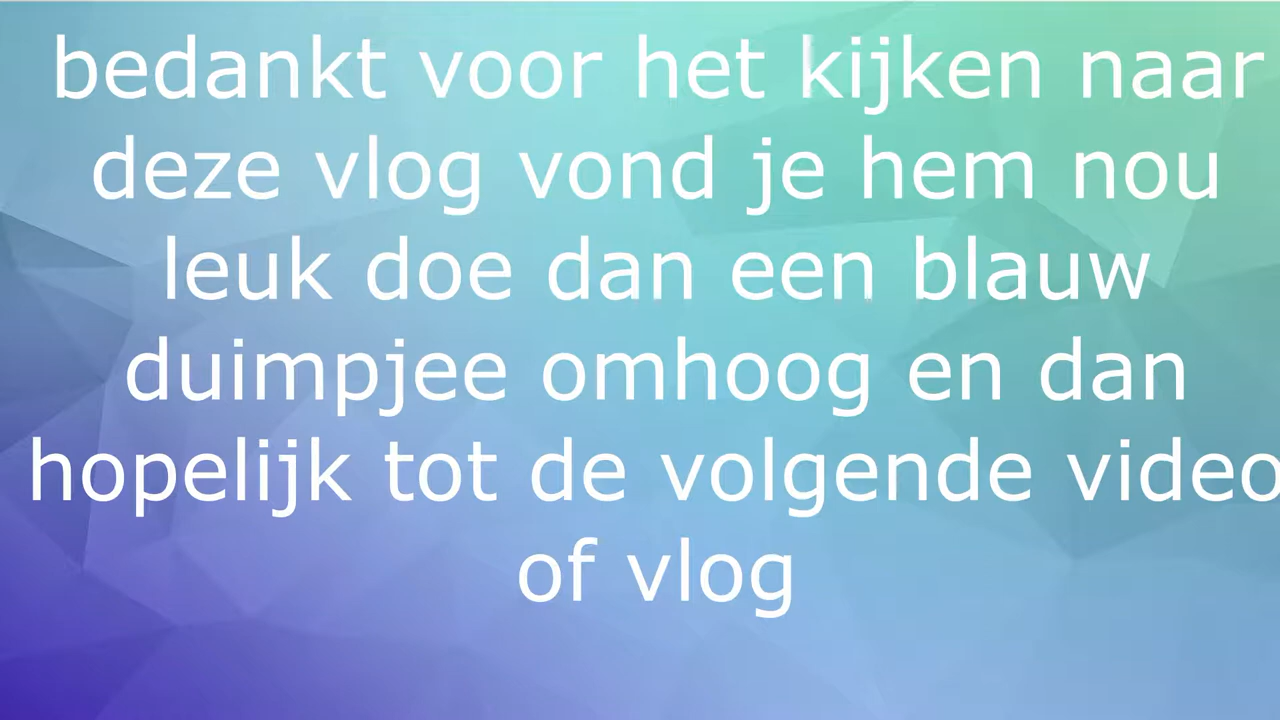 bedankt voor het kijken naar
deze vlog vond je hem nou
leuk doe dan een blauw
duimpjee omhoog en dan
hopelijk tot de volgende video
of vlog